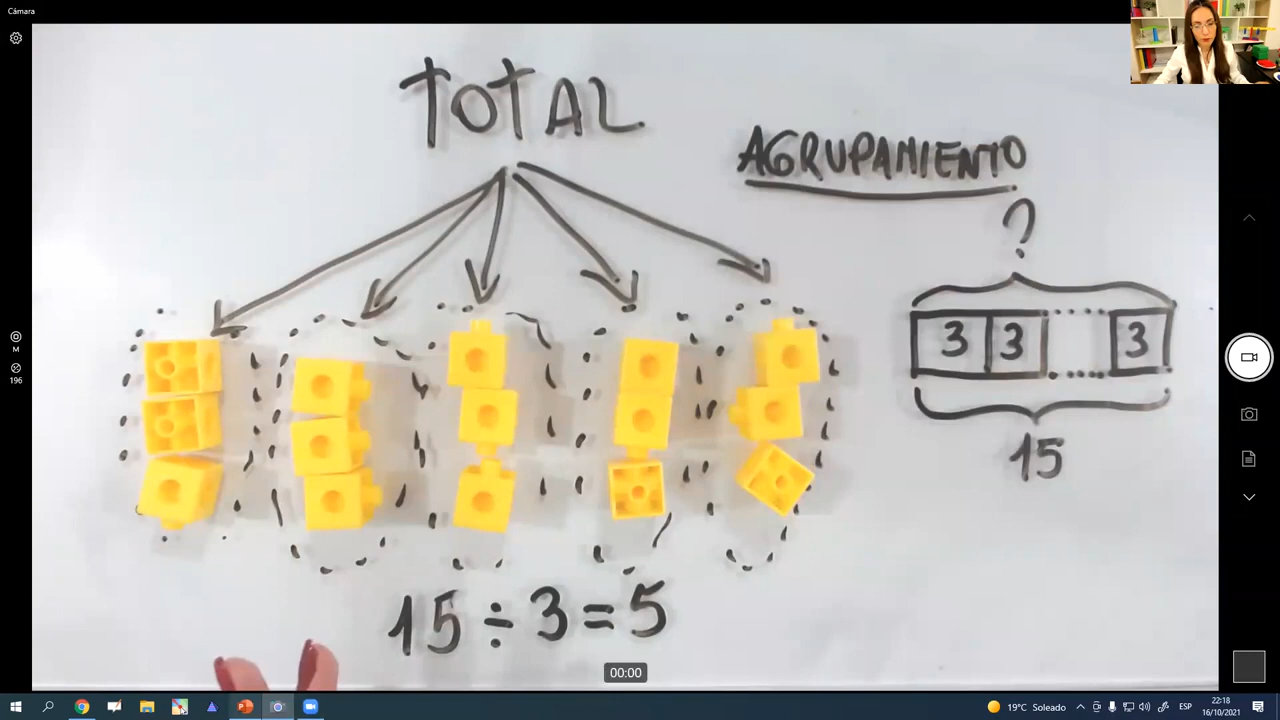 Cámara
TOTAL
AGRUPAMIENTO
?
3 3 ..... 3
15
15 ÷ 3 = 5
M
196
00:00
19°C Soleado
ESP
22:18
16/10/2021